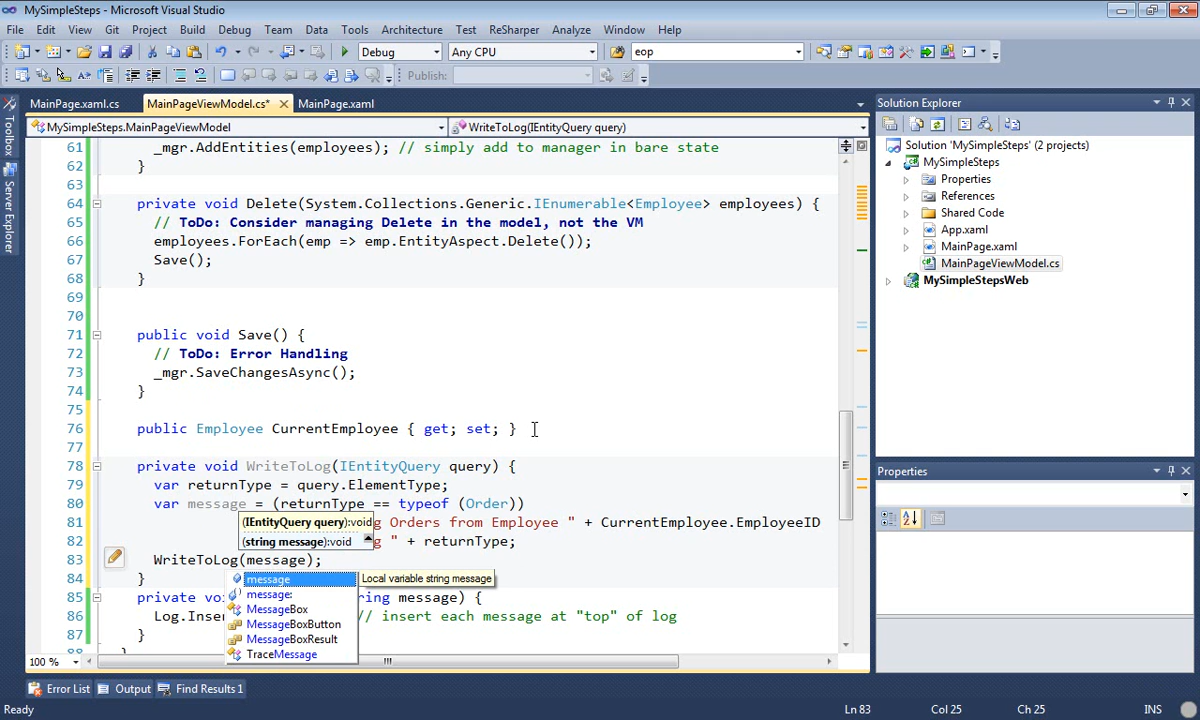 MySimpleSteps - Microsoft Visual Studio
File Edit View Git Project Build Debug Team Data Tools Architecture Test ReSharper Analyze Window Help
Debug Any CPU eop
Publish:
MainPage.xaml.cs MainPageViewModel.cs* MainPage.xaml
MySimpleSteps.MainPageViewModel WriteToLog(IEntityQuery query)
Toolbox
Server Explorer
61 _mgr.AddEntities(employees); // simply add to manager in bare state
62 }
63
64 private void Delete(System.Collections.Generic.IEnumerable<Employee> employees) {
65 // ToDo: Consider managing Delete in the model, not the VM
66 employees.ForEach(emp => emp.EntityAspect.Delete());
67 Save();
68 }
69
70
71 public void Save() {
72 // ToDo: Error Handling
73 _mgr.SaveChangesAsync();
74 }
75
76 public Employee CurrentEmployee { get; set; }
77
78 private void WriteToLog(IEntityQuery query) {
79 var returnType = query.ElementType;
80 var message = (returnType == typeof (Order))
81 g Orders from Employee " + CurrentEmployee.EmployeeID
82 g " + returnType;
83 WriteToLog(message);
84 }
85 private vo ring message) {
86 Log.Inser // insert each message at "top" of log
87 }
88 }
(IEntityQuery query):void
(string message):void
message
message:
MessageBox
MessageBoxButton
MessageBoxResult
TraceMessage
Local variable string message
100 %
Error List Output Find Results 1
Ready Ln 83 Col 25 Ch 25 INS
Solution Explorer
Solution 'MySimpleSteps' (2 projects)
MySimpleSteps
Properties
References
Shared Code
App.xaml
MainPage.xaml
MainPageViewModel.cs
MySimpleStepsWeb
Properties